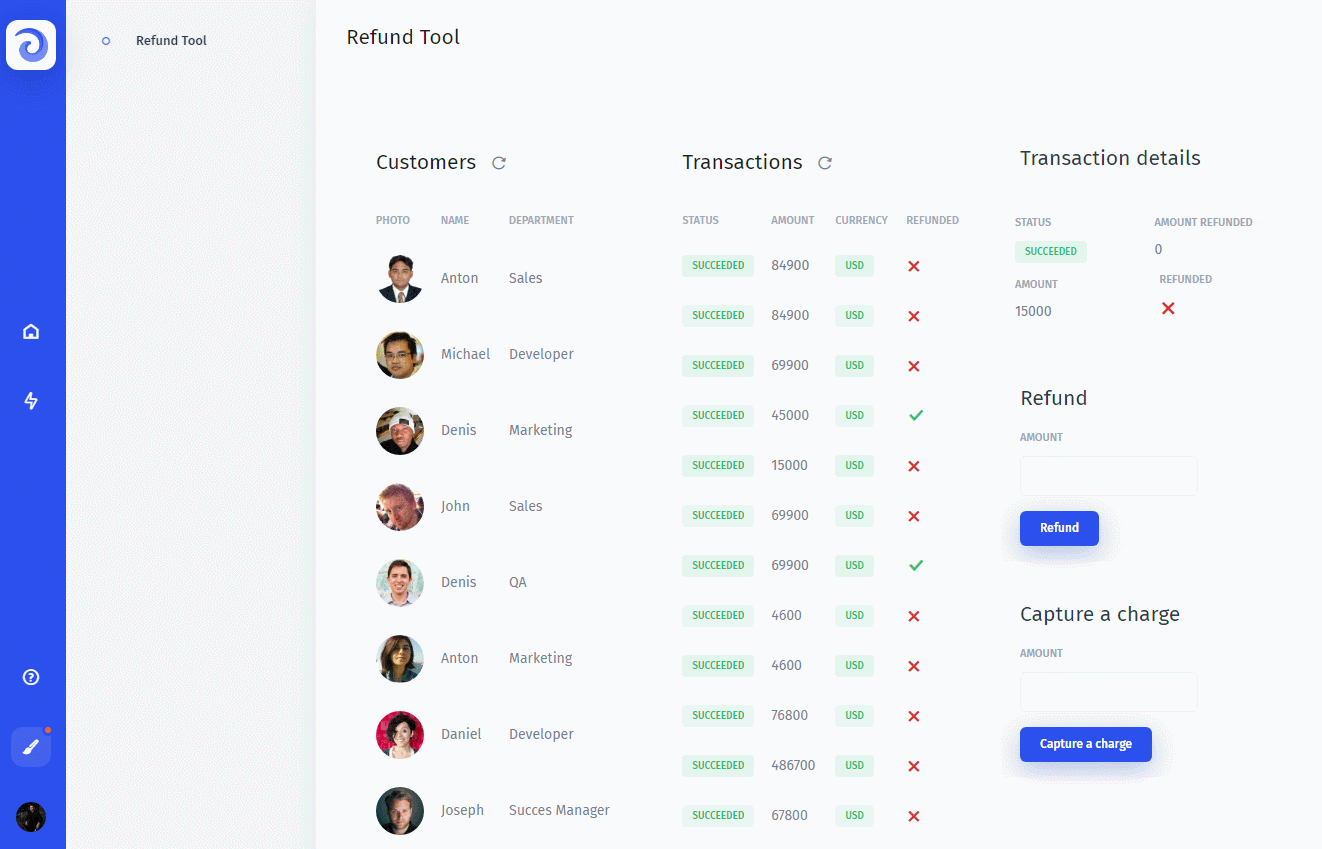 Refund Tool
Refund Tool
Customers
PHOTO NAME DEPARTMENT
Anton Sales
Michael Developer
Denis Marketing
John Sales
Denis QA
Anton Marketing
Daniel Developer
Joseph Succes Manager
Transactions
STATUS AMOUNT CURRENCY REFUNDED
SUCCEEDED 84900 USD
SUCCEEDED 84900 USD
SUCCEEDED 69900 USD
SUCCEEDED 45000 USD
SUCCEEDED 15000 USD
SUCCEEDED 69900 USD
SUCCEEDED 69900 USD
SUCCEEDED 4600 USD
SUCCEEDED 4600 USD
SUCCEEDED 76800 USD
SUCCEEDED 486700 USD
SUCCEEDED 67800 USD
Transaction details
STATUS AMOUNT REFUNDED
SUCCEEDED 0
AMOUNT REFUNDED
15000
Refund
AMOUNT
Refund
Capture a charge
AMOUNT
Capture a charge